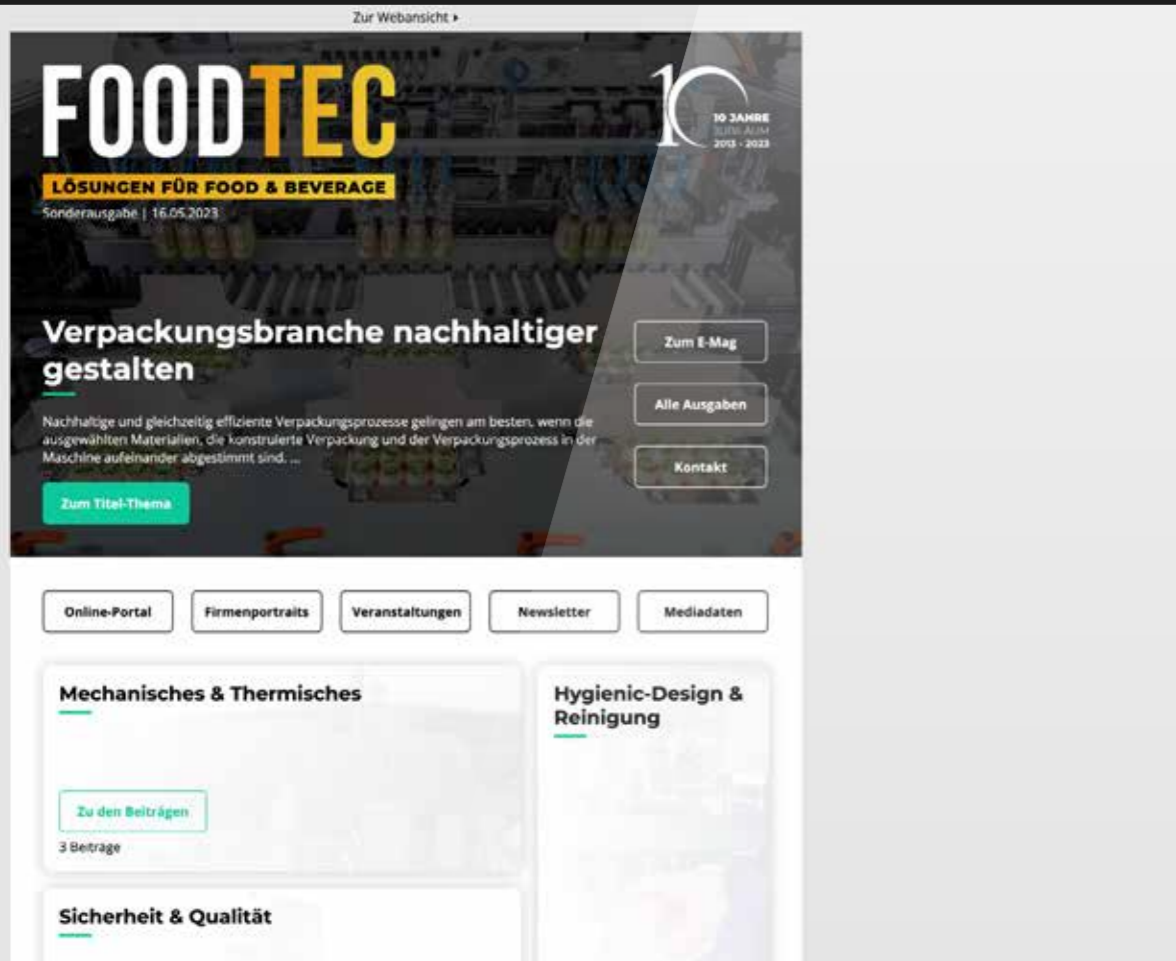 Zur Webansicht ▸
FOODTEC
LÖSUNGEN FÜR FOOD & BEVERAGE
Sonderausgabe | 16.05.2023
10
10 JAHRE
JUBILÄUM
2013 - 2023
Verpackungsbranche nachhaltiger
gestalten
Nachhaltige und gleichzeitig effiziente Verpackungsprozesse gelingen am besten, wenn die
ausgewählten Materialien, die konstruierte Verpackung und der Verpackungsprozess in der
Maschine aufeinander abgestimmt sind. ...
Zum Titel-Thema
Zum E-Mag
Alle Ausgaben
Kontakt
Online-Portal
Firmenportraits
Veranstaltungen
Newsletter
Mediadaten
Mechanisches & Thermisches
Zu den Beiträgen
3 Beiträge
Hygienic-Design &
Reinigung
Sicherheit & Qualität